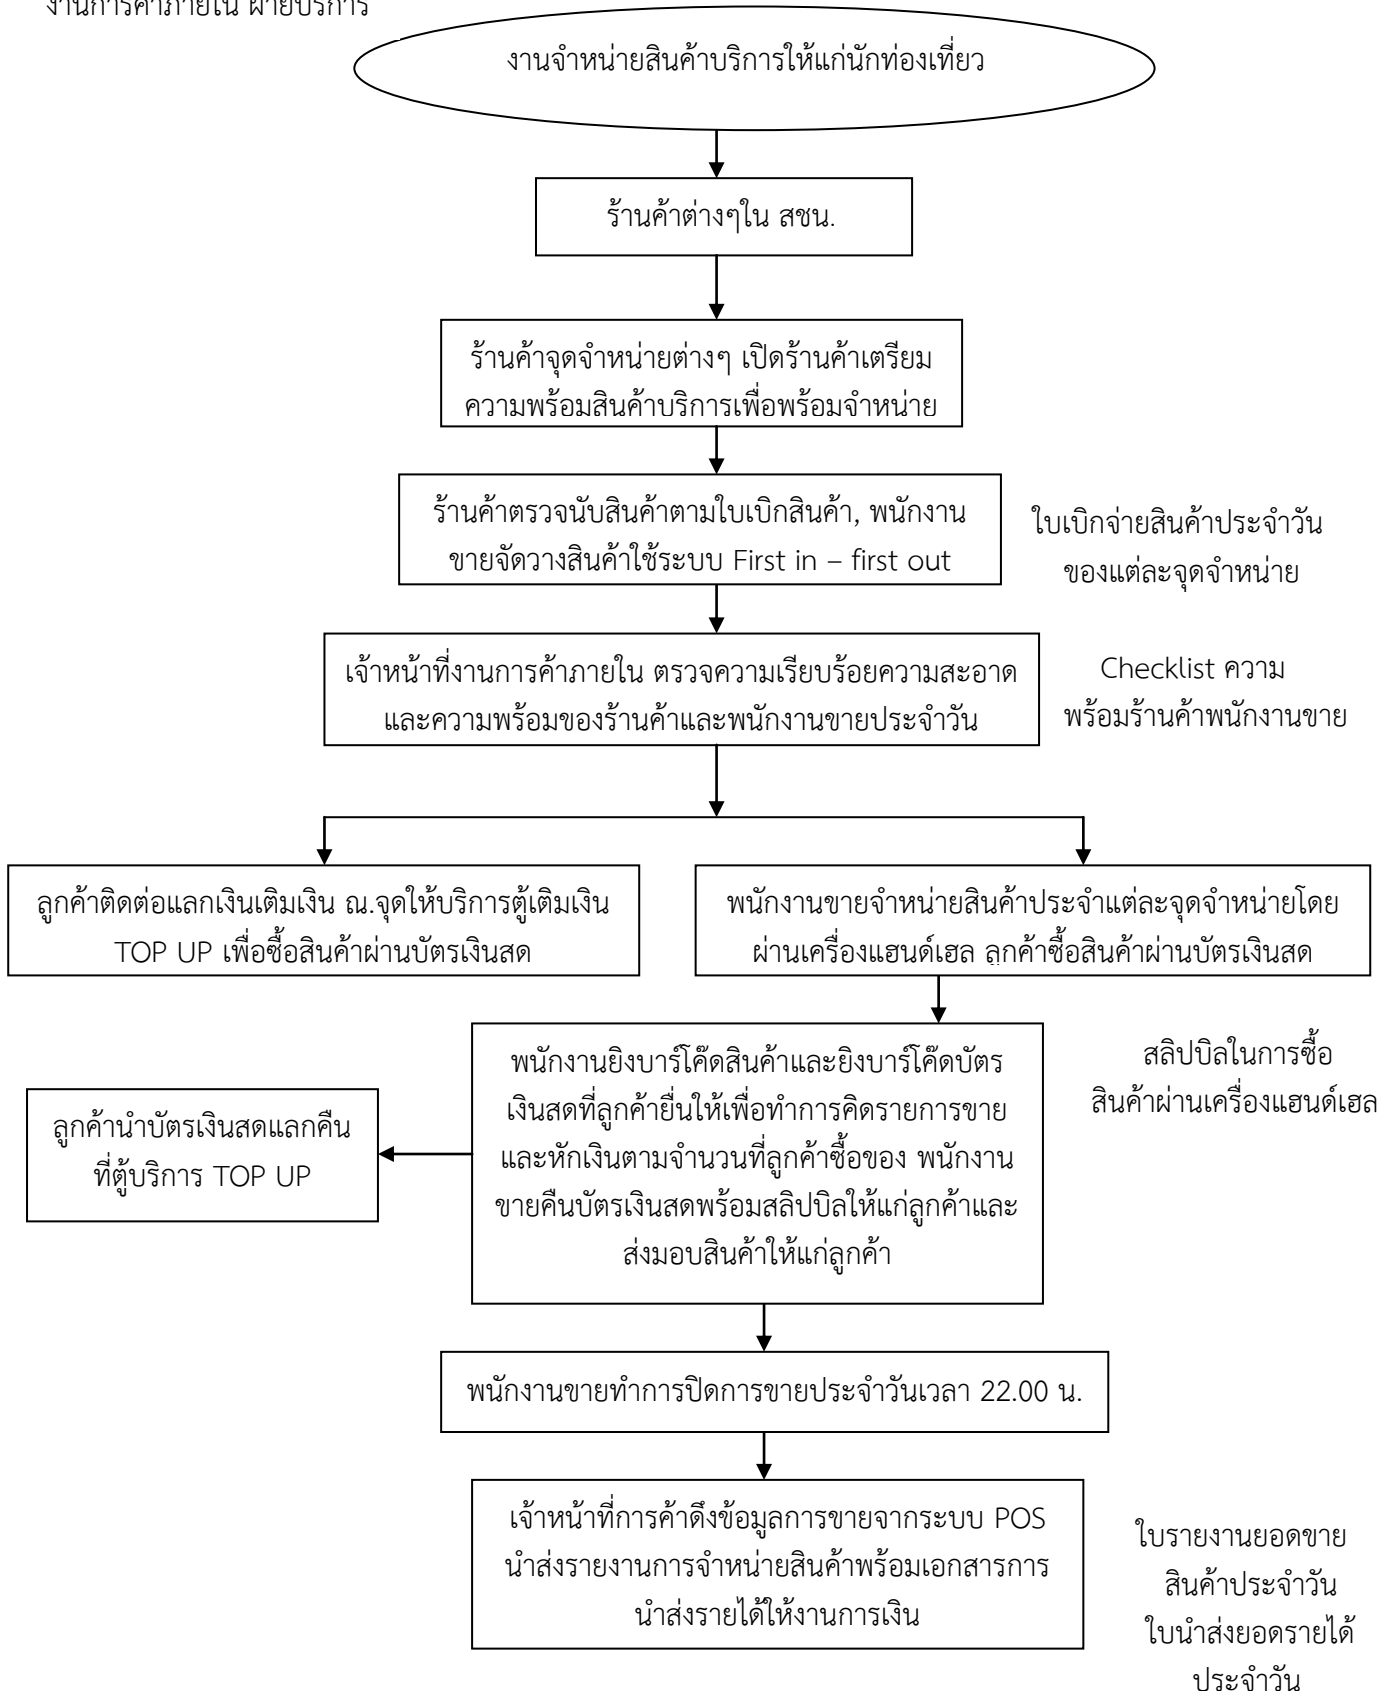 งานการค้าภายใน ฝ่ายบริการ
งานจำหน่ายสินค้าบริการให้แก่นักท่องเที่ยว
ร้านค้าต่างๆใน สชน.
ร้านค้าจุดจำหน่ายต่างๆ เปิดร้านค้าเตรียม
ความพร้อมสินค้าบริการเพื่อพร้อมจำหน่าย
ร้านค้าตรวจนับสินค้าตามใบเบิกสินค้า, พนักงาน
ขายจัดวางสินค้าใช้ระบบ First in – first out
ใบเบิกจ่ายสินค้าประจำวัน
ของแต่ละจุดจำหน่าย
เจ้าหน้าที่งานการค้าภายใน ตรวจความเรียบร้อยความสะอาด
และความพร้อมของร้านค้าและพนักงานขายประจำวัน
Checklist ความ
พร้อมร้านค้าพนักงานขาย
ลูกค้าติดต่อแลกเงินเติมเงิน ณ.จุดให้บริการตู้เติมเงิน
TOP UP เพื่อซื้อสินค้าผ่านบัตรเงินสด
พนักงานขายจำหน่ายสินค้าประจำแต่ละจุดจำหน่ายโดย
ผ่านเครื่องแฮนด์เฮล ลูกค้าซื้อสินค้าผ่านบัตรเงินสด
พนักงานยิงบาร์โค๊ดสินค้าและยิงบาร์โค๊ดบัตร
เงินสดที่ลูกค้ายื่นให้เพื่อทำการคิดรายการขาย
และหักเงินตามจำนวนที่ลูกค้าซื้อของ พนักงาน
ขายคืนบัตรเงินสดพร้อมสลิปบิลให้แก่ลูกค้าและ
ส่งมอบสินค้าให้แก่ลูกค้า
สลิปบิลในการซื้อ
สินค้าผ่านเครื่องแฮนด์เฮล
ลูกค้านำบัตรเงินสดแลกคืน
ที่ตู้บริการ TOP UP
พนักงานขายทำการปิดการขายประจำวันเวลา 22.00 น.
เจ้าหน้าที่การค้าดึงข้อมูลการขายจากระบบ POS
นำส่งรายงานการจำหน่ายสินค้าพร้อมเอกสารการ
นำส่งรายได้ให้งานการเงิน
ใบรายงานยอดขาย
สินค้าประจำวัน
ใบนำส่งยอดรายได้
ประจำวัน